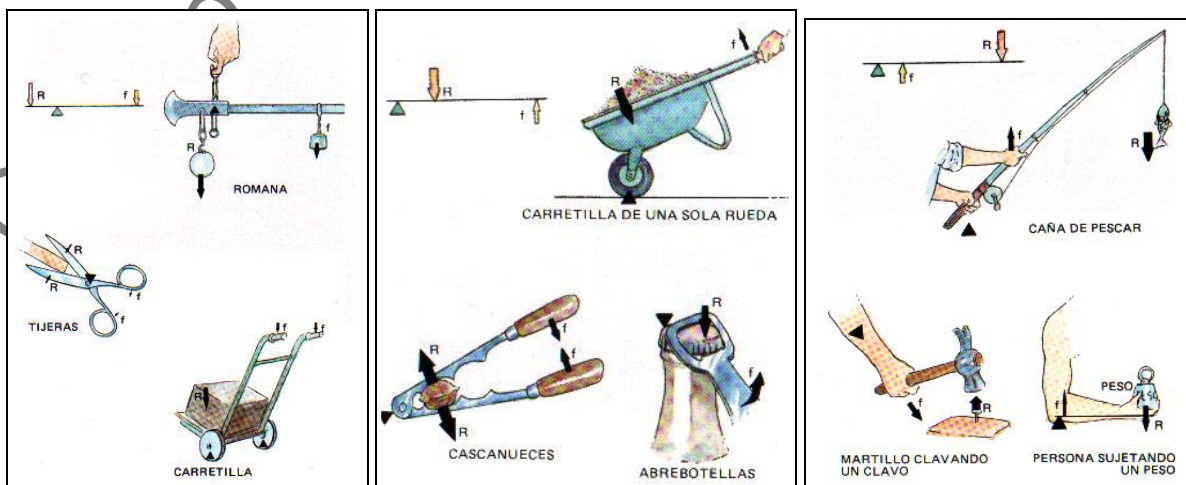 R
f
R
f
ROMANA
R
R
f
f
TIJERAS
f
f
R
CARRETILLA
R
f
R
f
CARRETILLA DE UNA SOLA RUEDA
R
R
f
f
CASCANUECES
R
f
ABREBOTELLAS
R
f
f
R
CAÑA DE PESCAR
f
R
MARTILLO CLAVANDO
UN CLAVO
PESO
f
R
PERSONA SUJETANDO
UN PESO